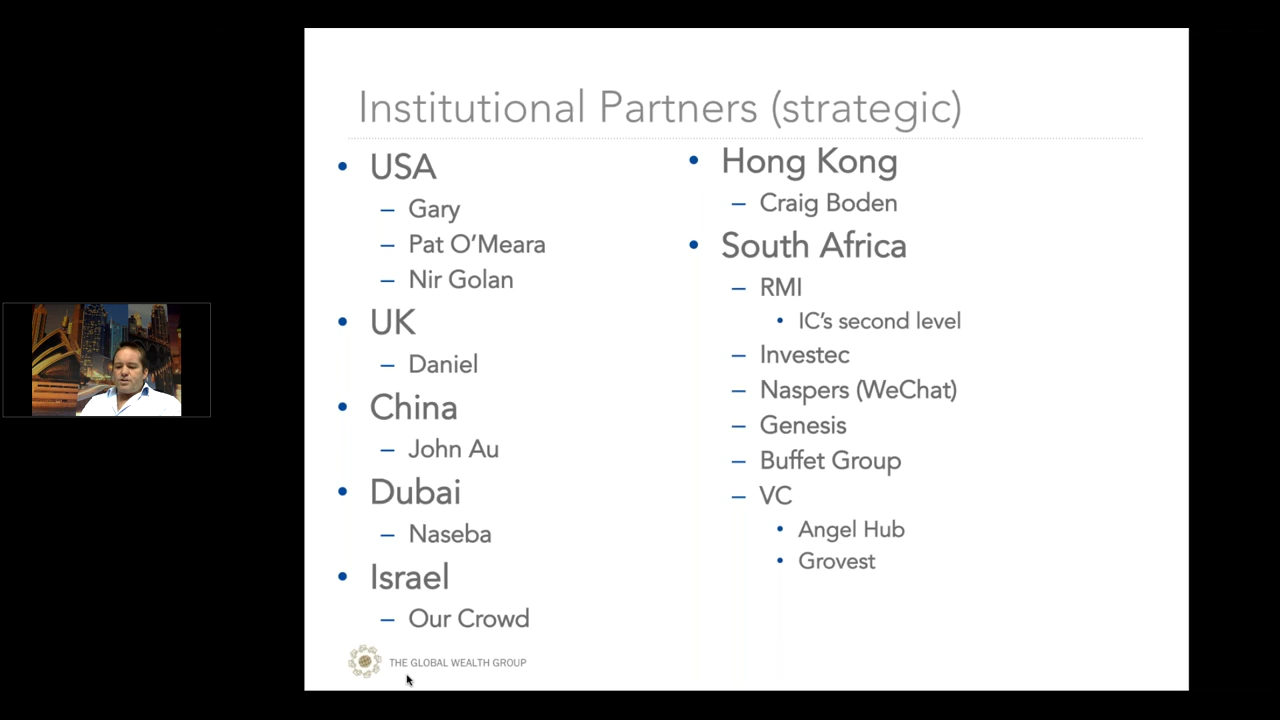 Institutional Partners (strategic)
• USA
– Gary
– Pat O’Meara
– Nir Golan
• UK
– Daniel
• China
– John Au
• Dubai
– Naseba
• Israel
– Our Crowd
• Hong Kong
– Craig Boden
• South Africa
– RMI
• IC’s second level
– Investec
– Naspers (WeChat)
– Genesis
– Buffet Group
– VC
• Angel Hub
• Grovest
THE GLOBAL WEALTH GROUP